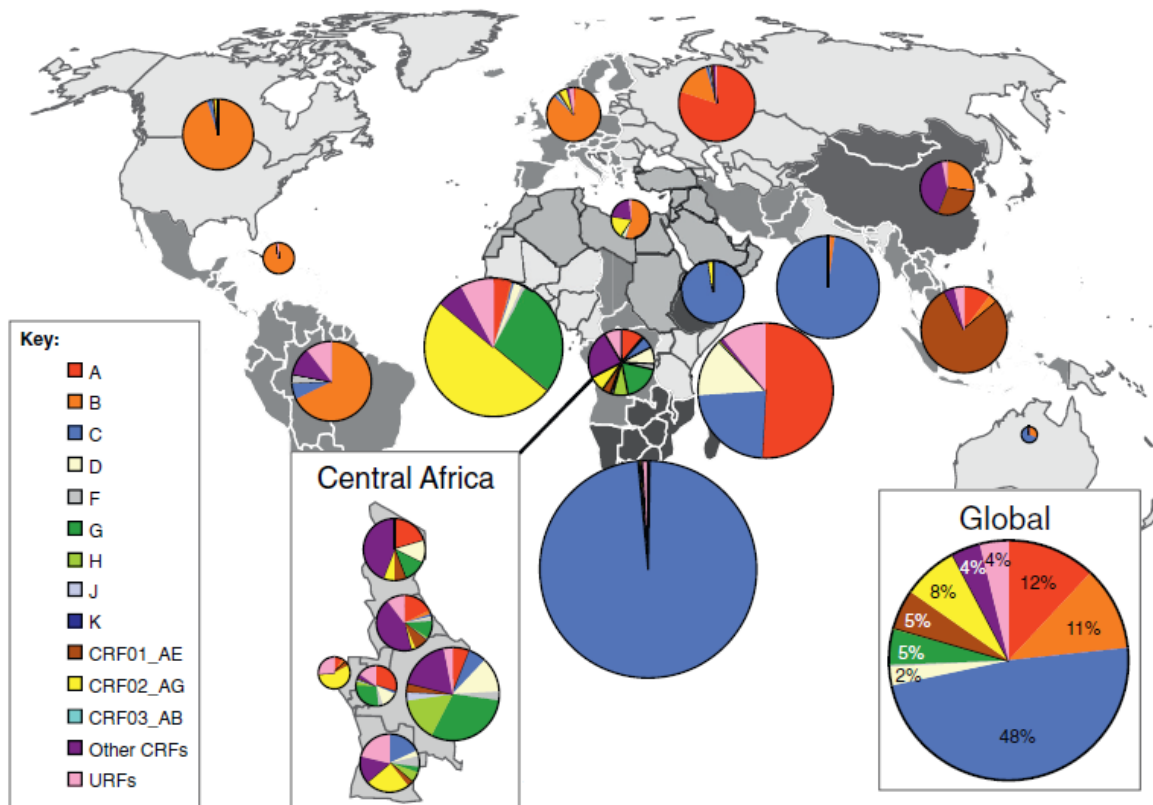 Key:
A
B
C
D
F
G
H
J
K
CRF01_AE
CRF02_AG
CRF03_AB
Other CRFs
URFs
Central Africa
Global
4%
4%
12%
8%
11%
5%
5%
2%
48%